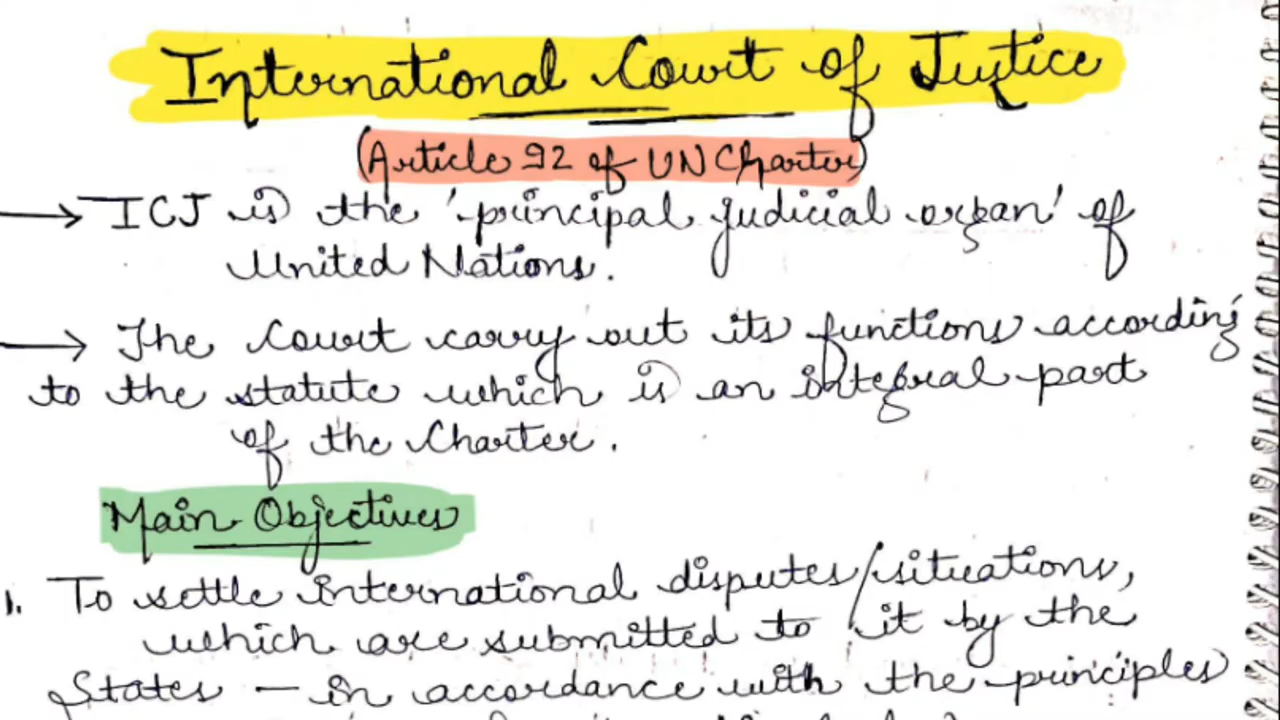 International Court of Justice
(Article 92 of UN Charter)
→ ICJ is the 'principal judicial organ' of
United Nations.
→ The Court carry out its functions according
to the statute which is an integral part
of the Charter.
Main Objectives
1. To settle international disputes/situations,
which are submitted to it by the
States – in accordance with the principles